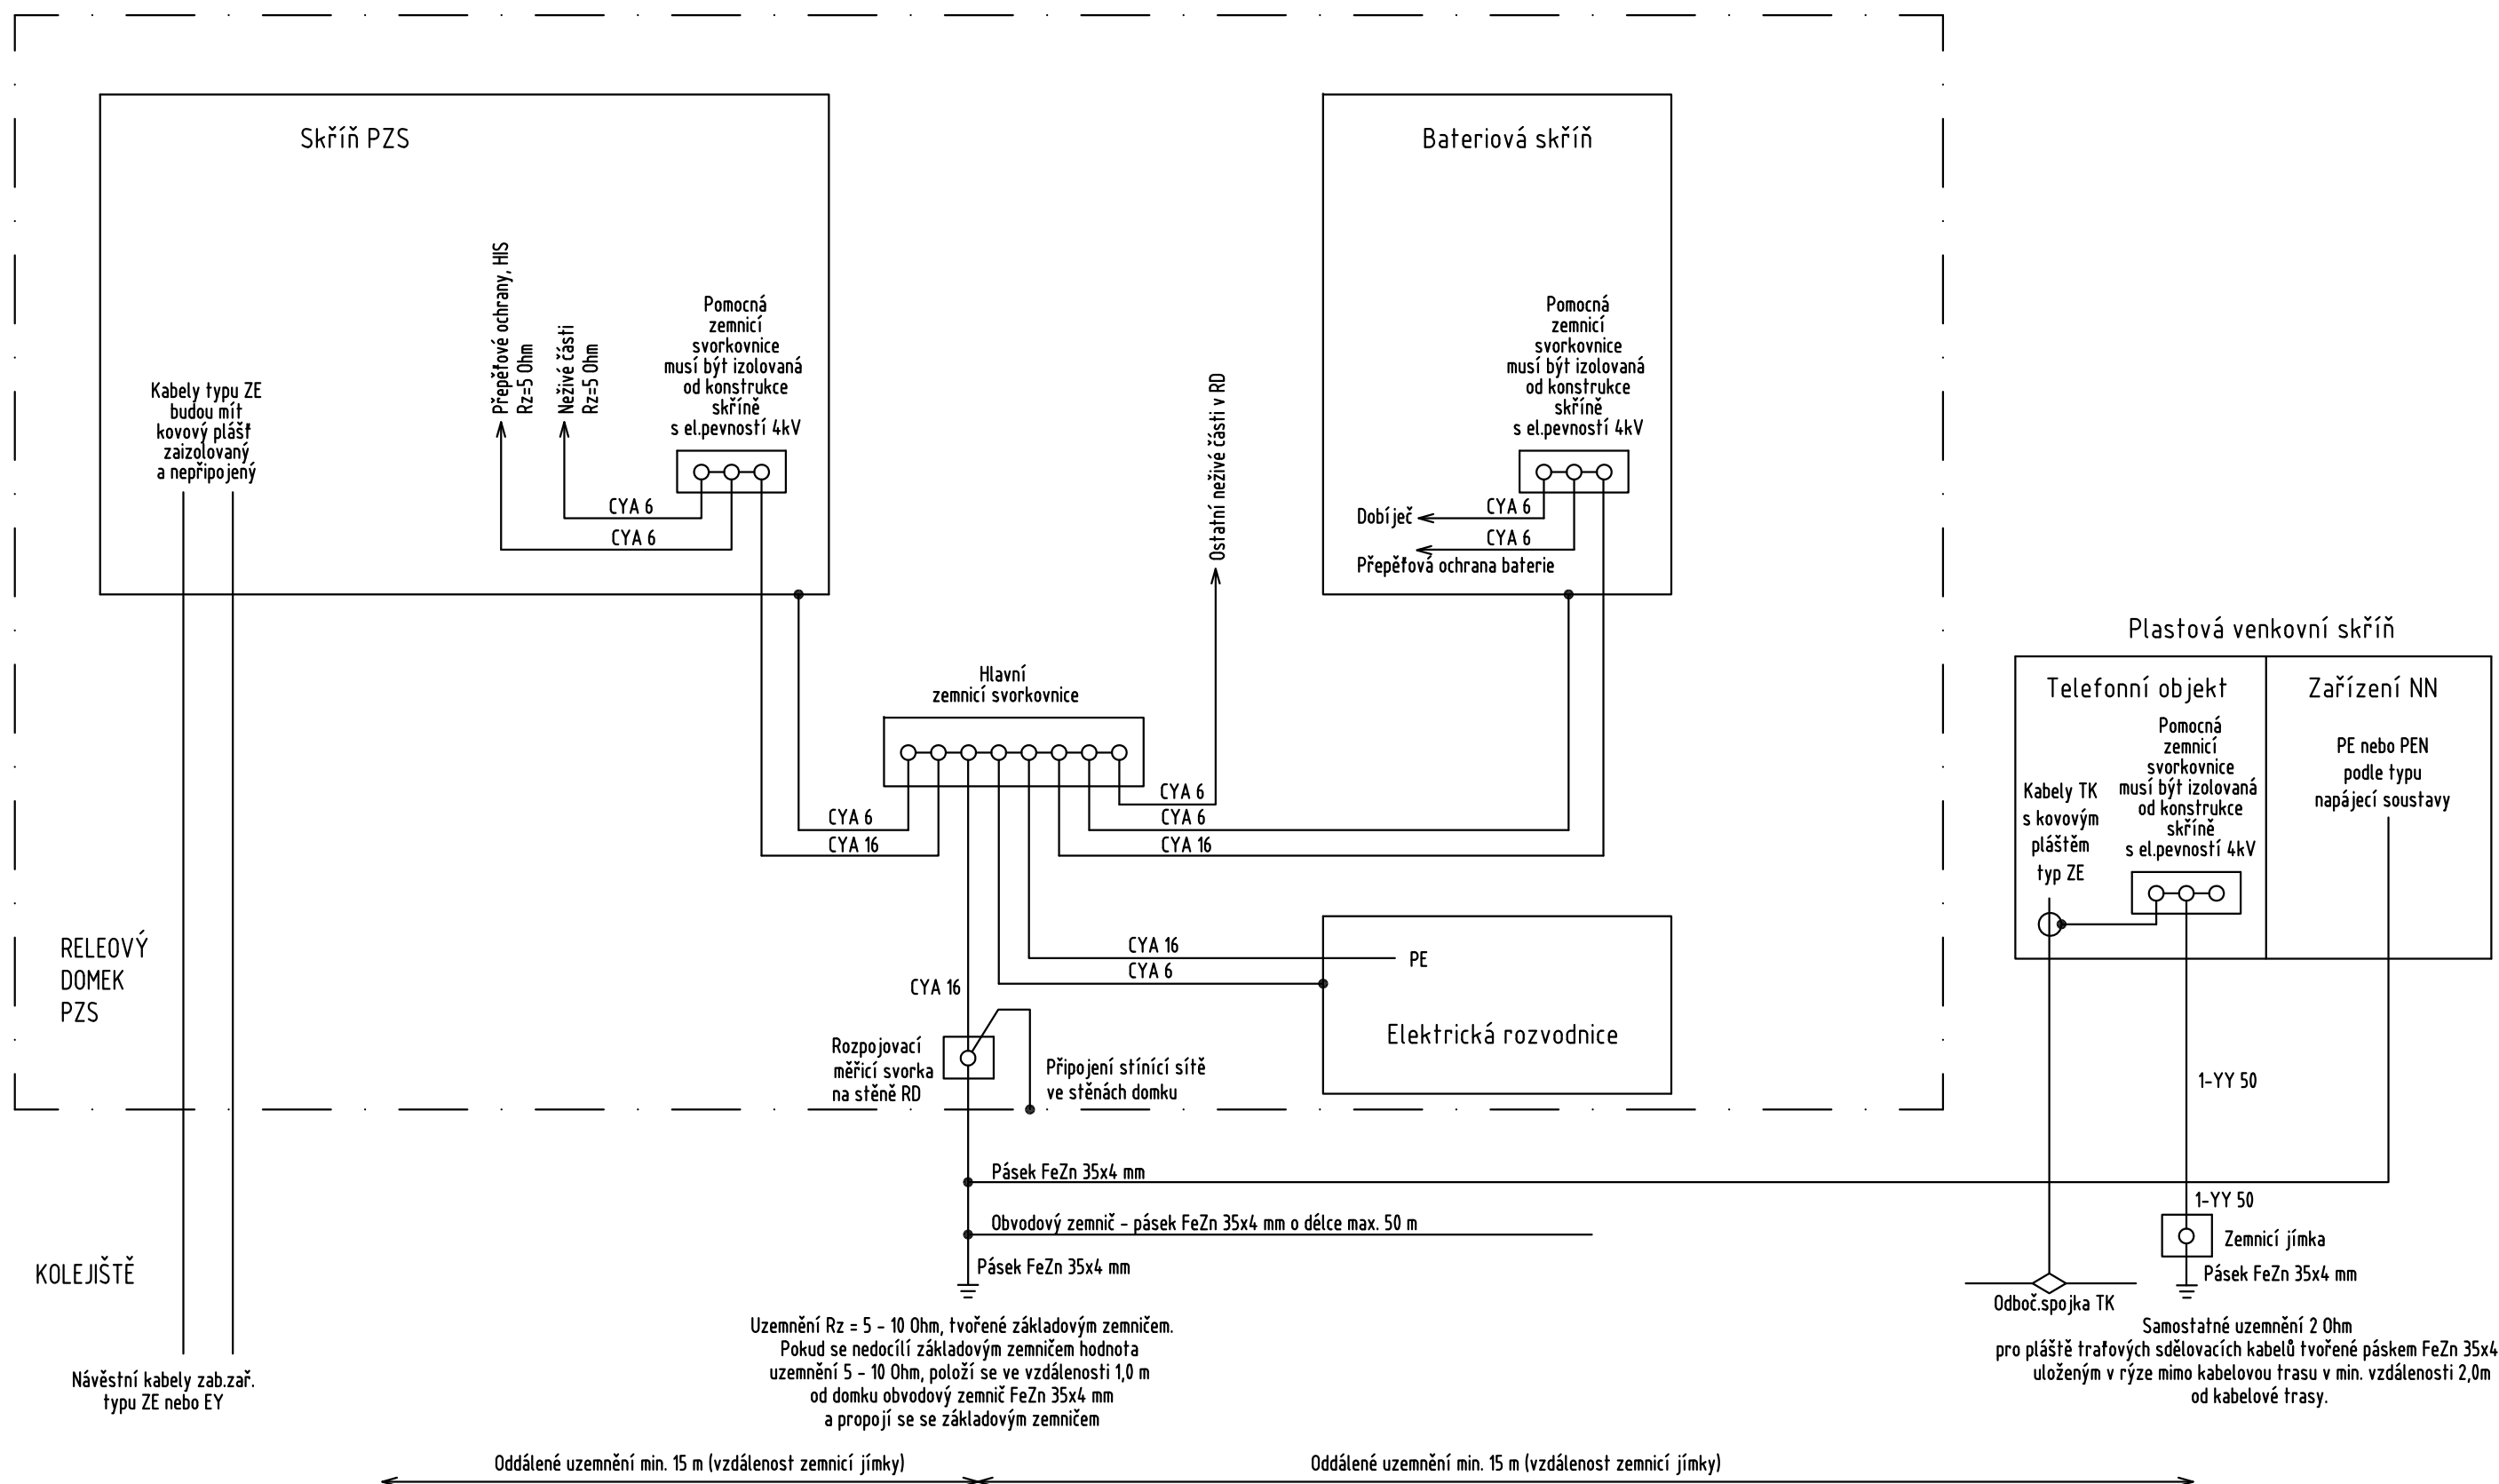 Skříň PZS
Přepěťové ochrany, HIS
Rz=5 Ohm
Neživé části
Rz=5 Ohm
Pomocná
zemnicí
svorkovnice
musí být izolovaná
od konstrukce
skříně
s el.pevností 4kV
Kabely typu ZE
budou mít
kovový plášť
zaizolovaný
a nepřipojený
CYA 6
CYA 6
Ostatní neživé části v RD
Bateriová skříň
Pomocná
zemnicí
svorkovnice
musí být izolovaná
od konstrukce
skříně
s el.pevností 4kV
CYA 6
Dobíječ
CYA 6
Přepěťová ochrana baterie
Hlavní
zemnicí svorkovnice
CYA 6
CYA 16
CYA 6
CYA 6
CYA 16
Plastová venkovní skříň
Telefonní objekt
Zařízení NN
Pomocná
zemnicí
svorkovnice
musí být izolovaná
od konstrukce
skříně
s el.pevností 4kV
Kabely TK
s kovovým
pláštěm
typ ZE
PE nebo PEN
podle typu
napájecí soustavy
RELEOVÝ
DOMEK
PZS
CYA 16
CYA 16
PE
CYA 6
Elektrická rozvodnice
Rozpojovací
měřicí svorka
na stěně RD
Připojení stínící sítě
ve stěnách domku
1-YY 50
Pásek FeZn 35x4 mm
1-YY 50
Obvodový zemnič - pásek FeZn 35x4 mm o délce max. 50 m
Zemnicí jímka
KOLEJIŠTĚ
Pásek FeZn 35x4 mm
Pásek FeZn 35x4 mm
Odboč.spojka TK
Uzemnění Rz = 5 - 10 Ohm, tvořené základovým zemničem.
Pokud se nedocílí základovým zemničem hodnota
uzemnění 5 - 10 Ohm, položí se ve vzdálenosti 1,0 m
od domku obvodový zemnič FeZn 35x4 mm
a propojí se se základovým zemničem
Samostatné uzemnění 2 Ohm
pro pláště traťových sdělovacích kabelů tvořené páskem FeZn 35x4
uloženým v rýze mimo kabelovou trasu v min. vzdálenosti 2,0m
od kabelové trasy.
Návěstní kabely zab.zař.
typu ZE nebo EY
Oddálené uzemnění min. 15 m (vzdálenost zemnicí jímky)
Oddálené uzemnění min. 15 m (vzdálenost zemnicí jímky)